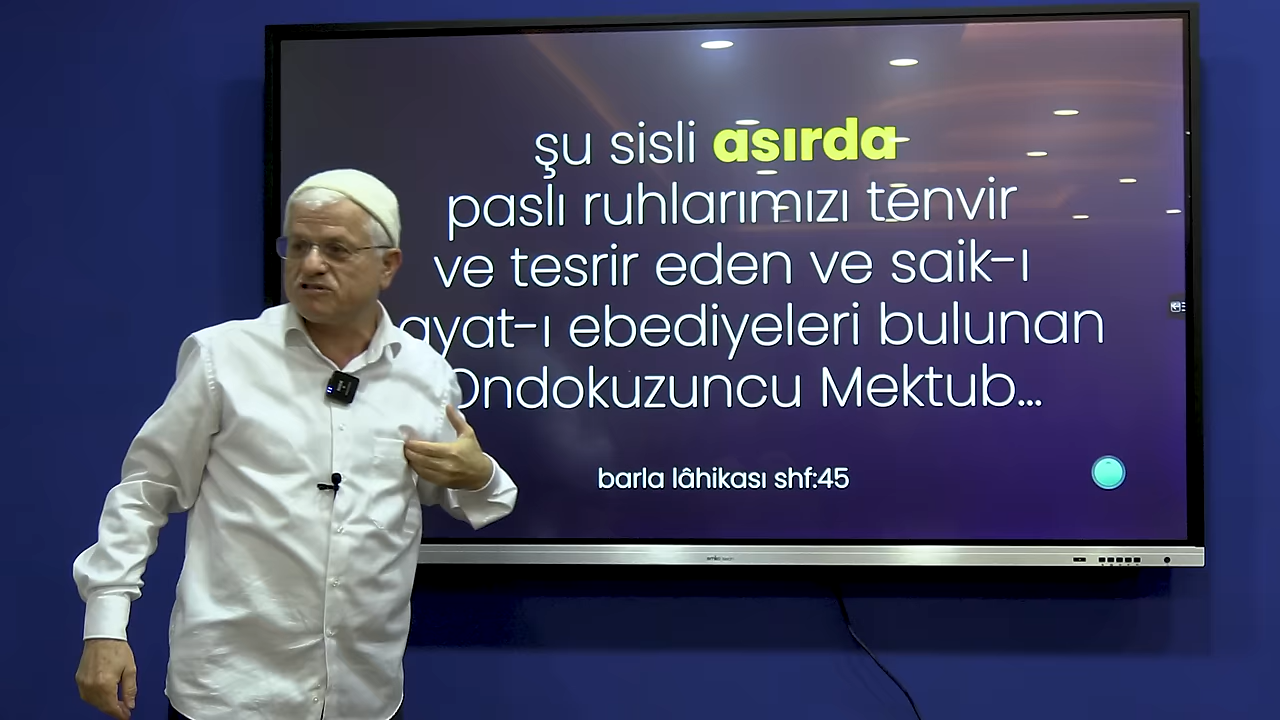 şu sisli asırda
paslı ruhlarımızı tenvir
ve tesrir eden ve saik-ı
ayat-ı ebediyeleri bulunan
Ondokuzuncu Mektub...
barla lâhikası shf:45